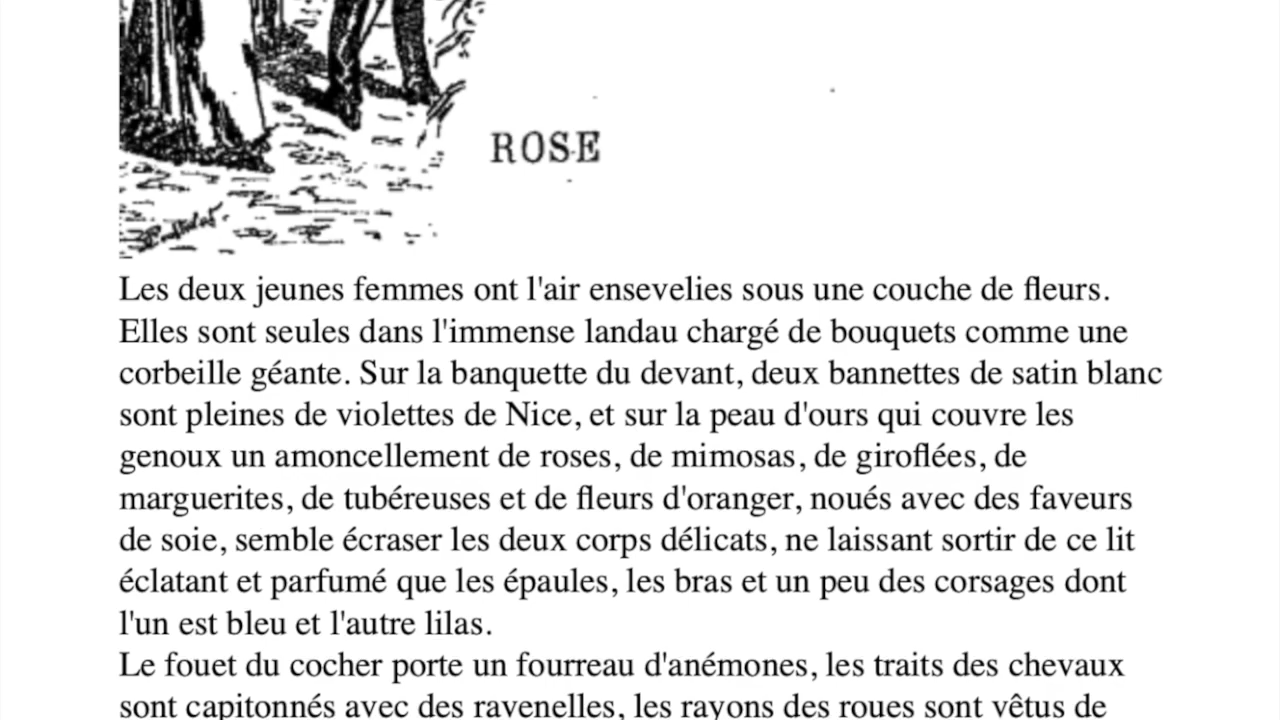 ROSE
Les deux jeunes femmes ont l'air ensevelies sous une couche de fleurs.
Elles sont seules dans l'immense landau chargé de bouquets comme une
corbeille géante. Sur la banquette du devant, deux bannettes de satin blanc
sont pleines de violettes de Nice, et sur la peau d'ours qui couvre les
genoux un amoncellement de roses, de mimosas, de giroflées, de
marguerites, de tubéreuses et de fleurs d'oranger, noués avec des faveurs
de soie, semble écraser les deux corps délicats, ne laissant sortir de ce lit
éclatant et parfumé que les épaules, les bras et un peu des corsages dont
l'un est bleu et l'autre lilas.
Le fouet du cocher porte un fourreau d'anémones, les traits des chevaux
sont capitonnés avec des ravenelles, les rayons des roues sont vêtus de